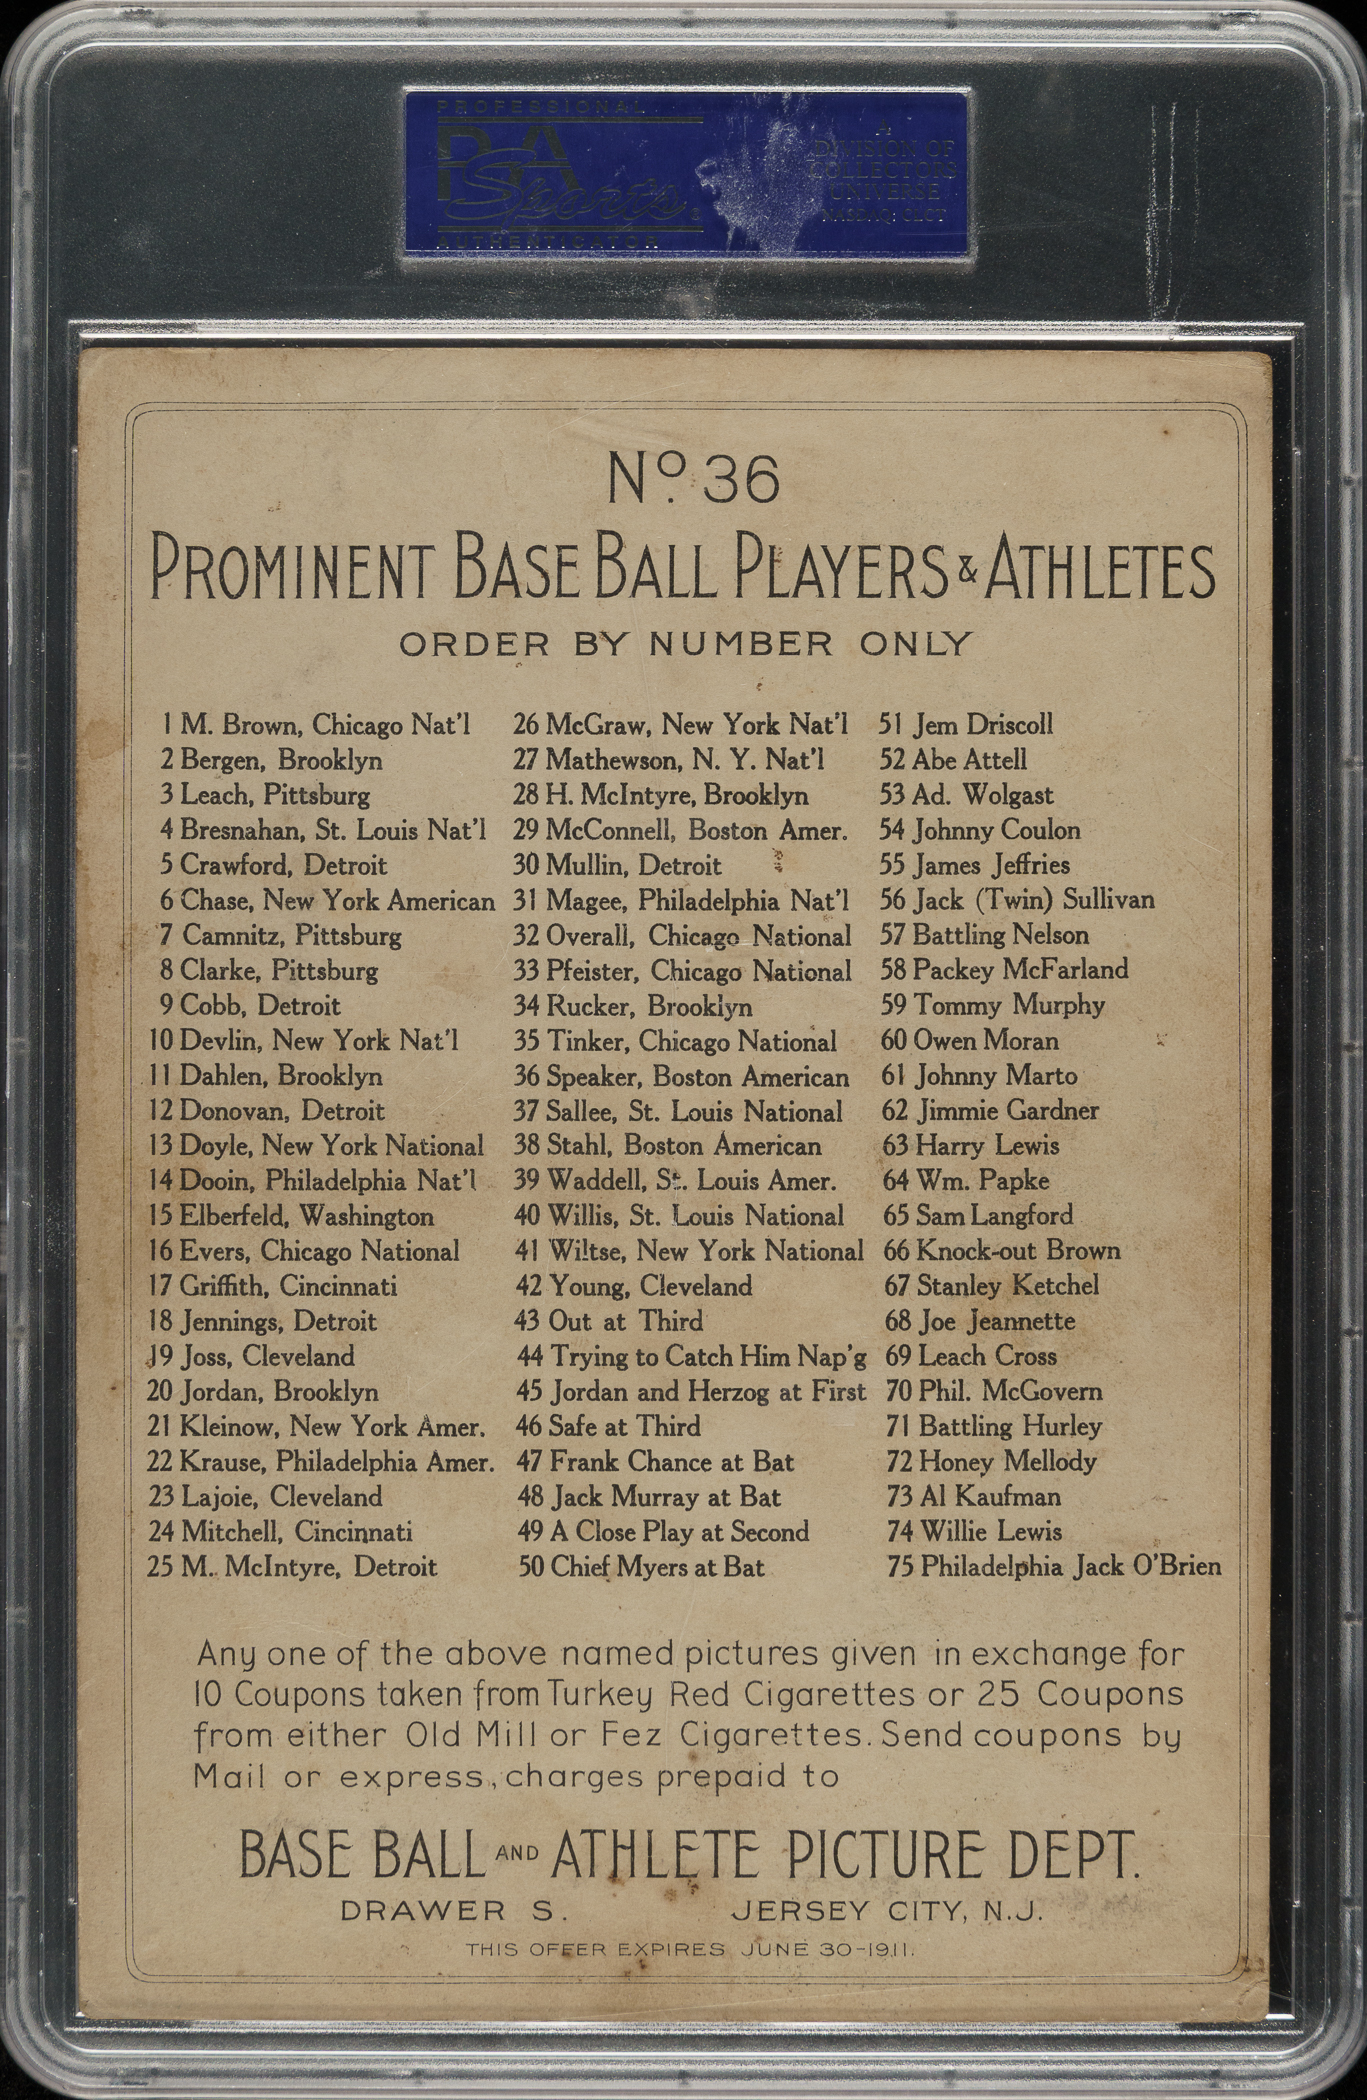 PROFESSIONAL
PSA
Sports
AUTHENTICATOR
A
DIVISION OF
COLLECTORS
UNIVERSE
NASDAQ: CLCT
No. 36
PROMINENT BASE BALL PLAYERS & ATHLETES
ORDER BY NUMBER ONLY
1 M. Brown, Chicago Nat'l
2 Bergen, Brooklyn
3 Leach, Pittsburg
4 Bresnahan, St. Louis Nat'l
5 Crawford, Detroit
6 Chase, New York American
7 Camnitz, Pittsburg
8 Clarke, Pittsburg
9 Cobb, Detroit
10 Devlin, New York Nat'l
11 Dahlen, Brooklyn
12 Donovan, Detroit
13 Doyle, New York National
14 Dooin, Philadelphia Nat'l
15 Elberfeld, Washington
16 Evers, Chicago National
17 Griffith, Cincinnati
18 Jennings, Detroit
19 Joss, Cleveland
20 Jordan, Brooklyn
21 Kleinow, New York Amer.
22 Krause, Philadelphia Amer.
23 Lajoie, Cleveland
24 Mitchell, Cincinnati
25 M. McIntyre, Detroit
26 McGraw, New York Nat'l
27 Mathewson, N. Y. Nat'l
28 H. McIntyre, Brooklyn
29 McConnell, Boston Amer.
30 Mullin, Detroit
31 Magee, Philadelphia Nat'l
32 Overall, Chicago National
33 Pfeister, Chicago National
34 Rucker, Brooklyn
35 Tinker, Chicago National
36 Speaker, Boston American
37 Sallee, St. Louis National
38 Stahl, Boston American
39 Waddell, St. Louis Amer.
40 Willis, St. Louis National
41 Wiltse, New York National
42 Young, Cleveland
43 Out at Third
44 Trying to Catch Him Nap'g
45 Jordan and Herzog at First
46 Safe at Third
47 Frank Chance at Bat
48 Jack Murray at Bat
49 A Close Play at Second
50 Chief Myers at Bat
51 Jem Driscoll
52 Abe Attell
53 Ad. Wolgast
54 Johnny Coulon
55 James Jeffries
56 Jack (Twin) Sullivan
57 Battling Nelson
58 Packey McFarland
59 Tommy Murphy
60 Owen Moran
61 Johnny Marto
62 Jimmie Gardner
63 Harry Lewis
64 Wm. Papke
65 Sam Langford
66 Knock-out Brown
67 Stanley Ketchel
68 Joe Jeannette
69 Leach Cross
70 Phil. McGovern
71 Battling Hurley
72 Honey Mellody
73 Al Kaufman
74 Willie Lewis
75 Philadelphia Jack O'Brien
Any one of the above named pictures given in exchange for
10 Coupons taken from Turkey Red Cigarettes or 25 Coupons
from either Old Mill or Fez Cigarettes. Send coupons by
Mail or express, charges prepaid to
BASE BALL AND ATHLETE PICTURE DEPT.
DRAWER S. JERSEY CITY, N.J.
THIS OFFER EXPIRES JUNE 30-1911.